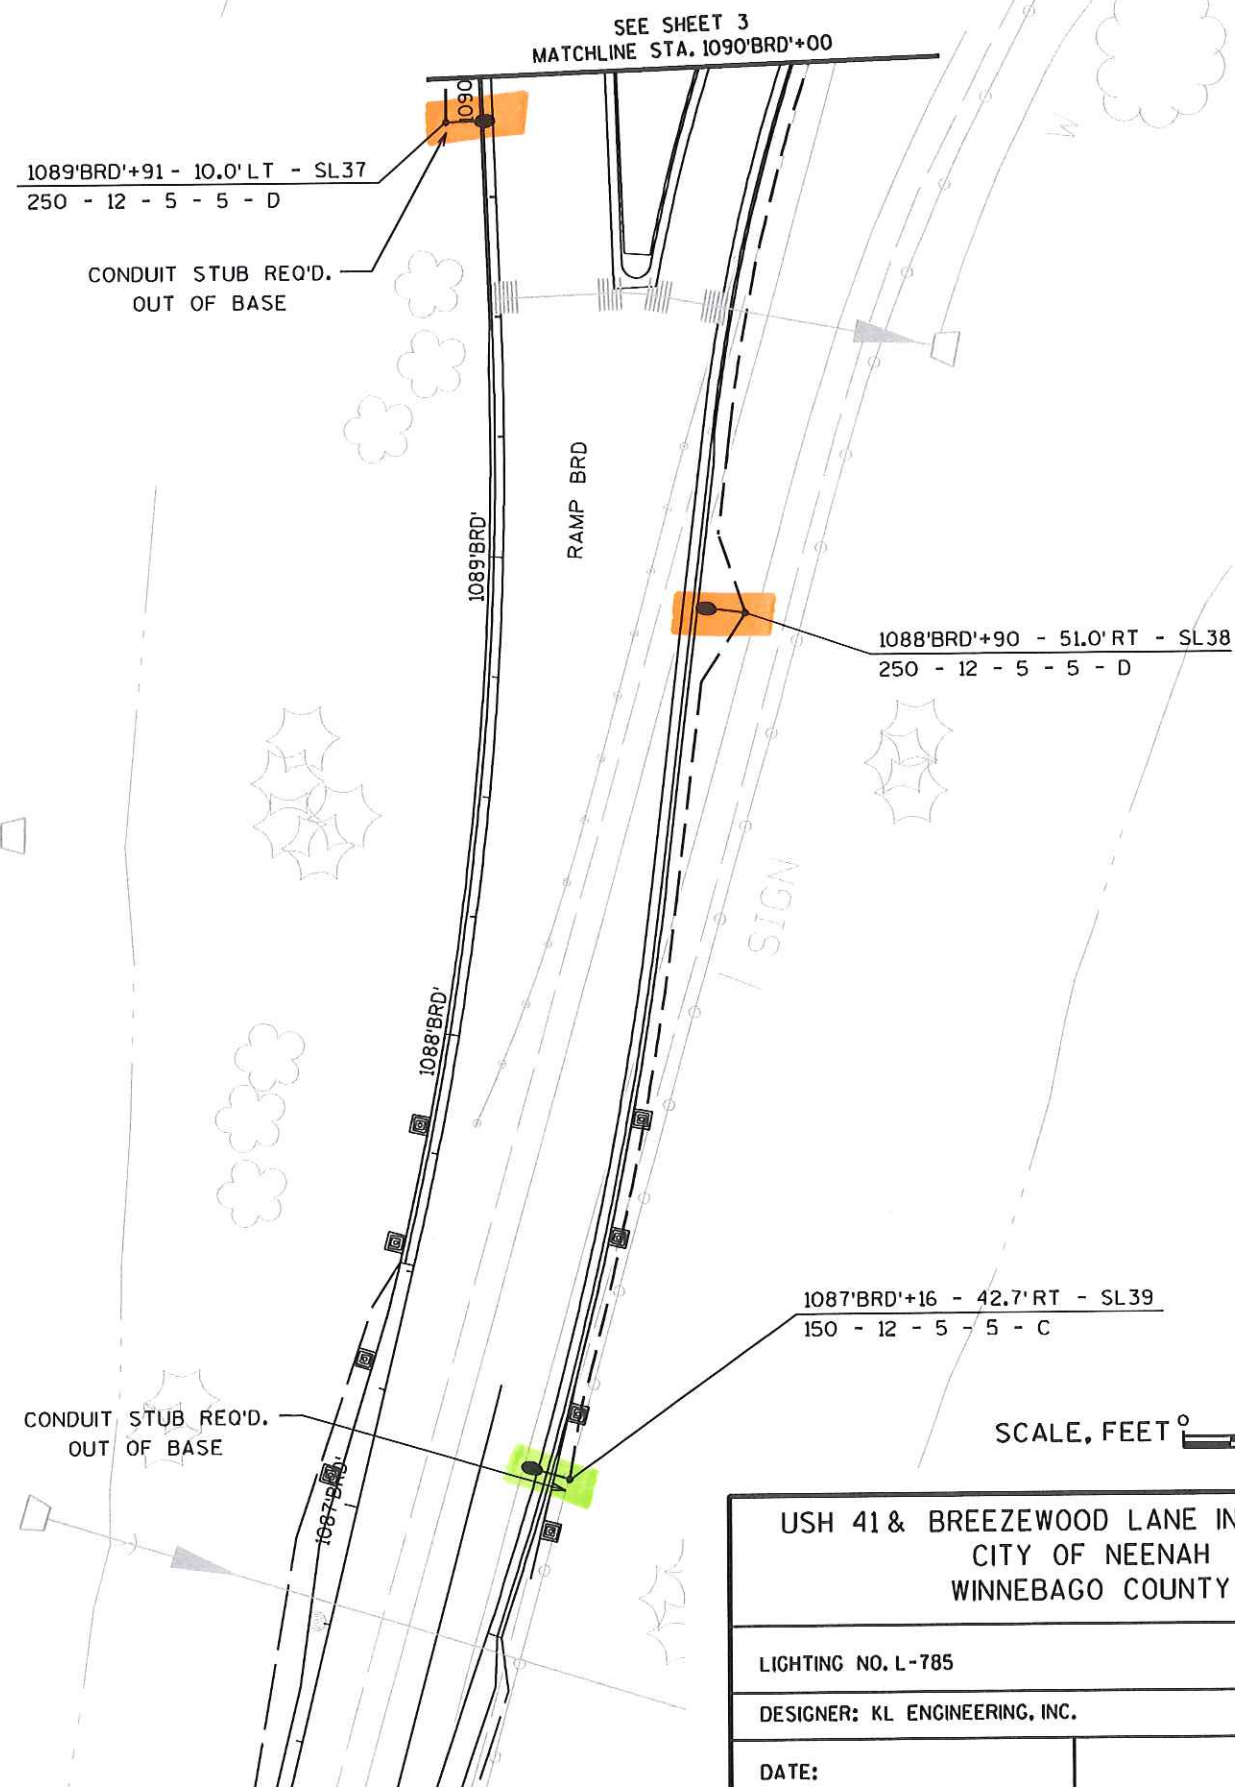 SEE SHEET 3
MATCHLINE STA. 1090'BRD'+00
1090
1089'BRD'+91 - 10.0' LT - SL37
250 - 12 - 5 - 5 - D
CONDUIT STUB REQ'D.
OUT OF BASE
W
RAMP BRD
1089'BRD'
1088'BRD'+90 - 51.0' RT - SL38
250 - 12 - 5 - 5 - D
SIGN
1088'BRD'
1087'BRD'+16 - 42.7' RT - SL39
150 - 12 - 5 - 5 - C
CONDUIT STUB REQ'D.
OUT OF BASE
1087'BRD'
SCALE, FEET 0
USH 41 & BREEZEWOOD LANE IN
CITY OF NEENAH
WINNEBAGO COUNTY
LIGHTING NO. L-785
DESIGNER: KL ENGINEERING, INC.
DATE: